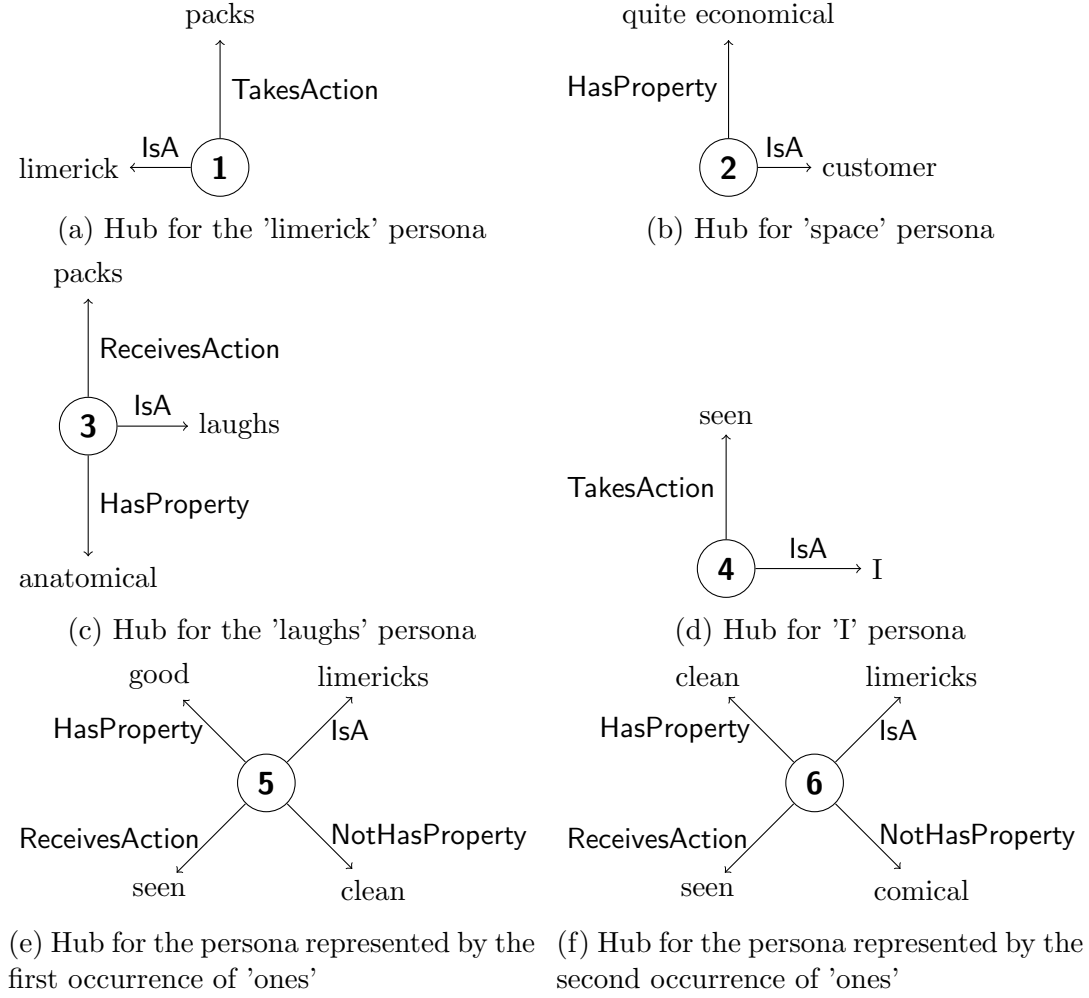 packs
TakesAction
IsA
limerick
1
(a) Hub for the 'limerick' persona
quite economical
HasProperty
IsA
2
customer
(b) Hub for 'space' persona
packs
ReceivesAction
IsA
3
laughs
HasProperty
anatomical
(c) Hub for the 'laughs' persona
seen
TakesAction
IsA
4
I
(d) Hub for 'I' persona
good
limericks
HasProperty
IsA
5
ReceivesAction
NotHasProperty
seen
clean
(e) Hub for the persona represented by the
first occurrence of 'ones'
clean
limericks
HasProperty
IsA
6
ReceivesAction
NotHasProperty
seen
comical
(f) Hub for the persona represented by the
second occurrence of 'ones'